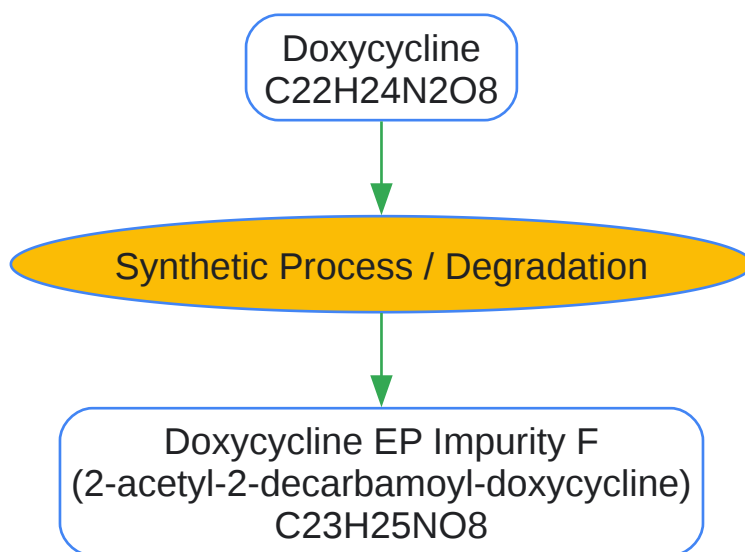 Doxycycline
C22H24N2O8
Synthetic Process / Degradation
Doxycycline EP Impurity F
(2-acetyl-2-decarbamoyl-doxycycline)
C23H25NO8